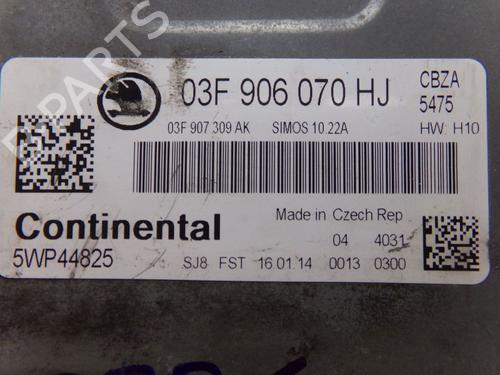 03F 906 070 HJ
CBZA
5475
03F 907 309 AK SIMOS 10.22A
HW: H10
Continental
5WP44825
Made in Czech Rep
04 4031
SJ8 FST 16.01.14 0013 0300
PARTS